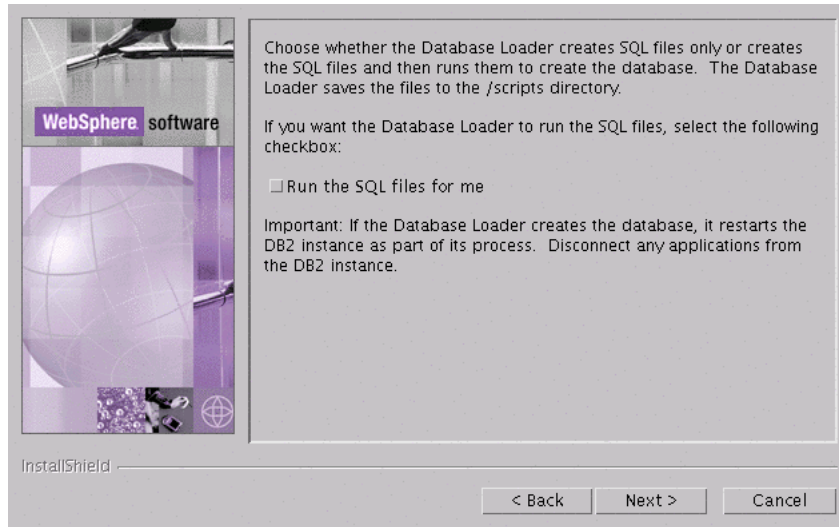 Choose whether the Database Loader creates SQL files only or creates
the SQL files and then runs them to create the database.  The Database
Loader saves the files to the /scripts directory.
WebSphere. software
If you want the Database Loader to run the SQL files, select the following
checkbox:
Run the SQL files for me
Important: If the Database Loader creates the database, it restarts the
DB2 instance as part of its process.  Disconnect any applications from
the DB2 instance.
InstallShield
< Back
Next >
Cancel